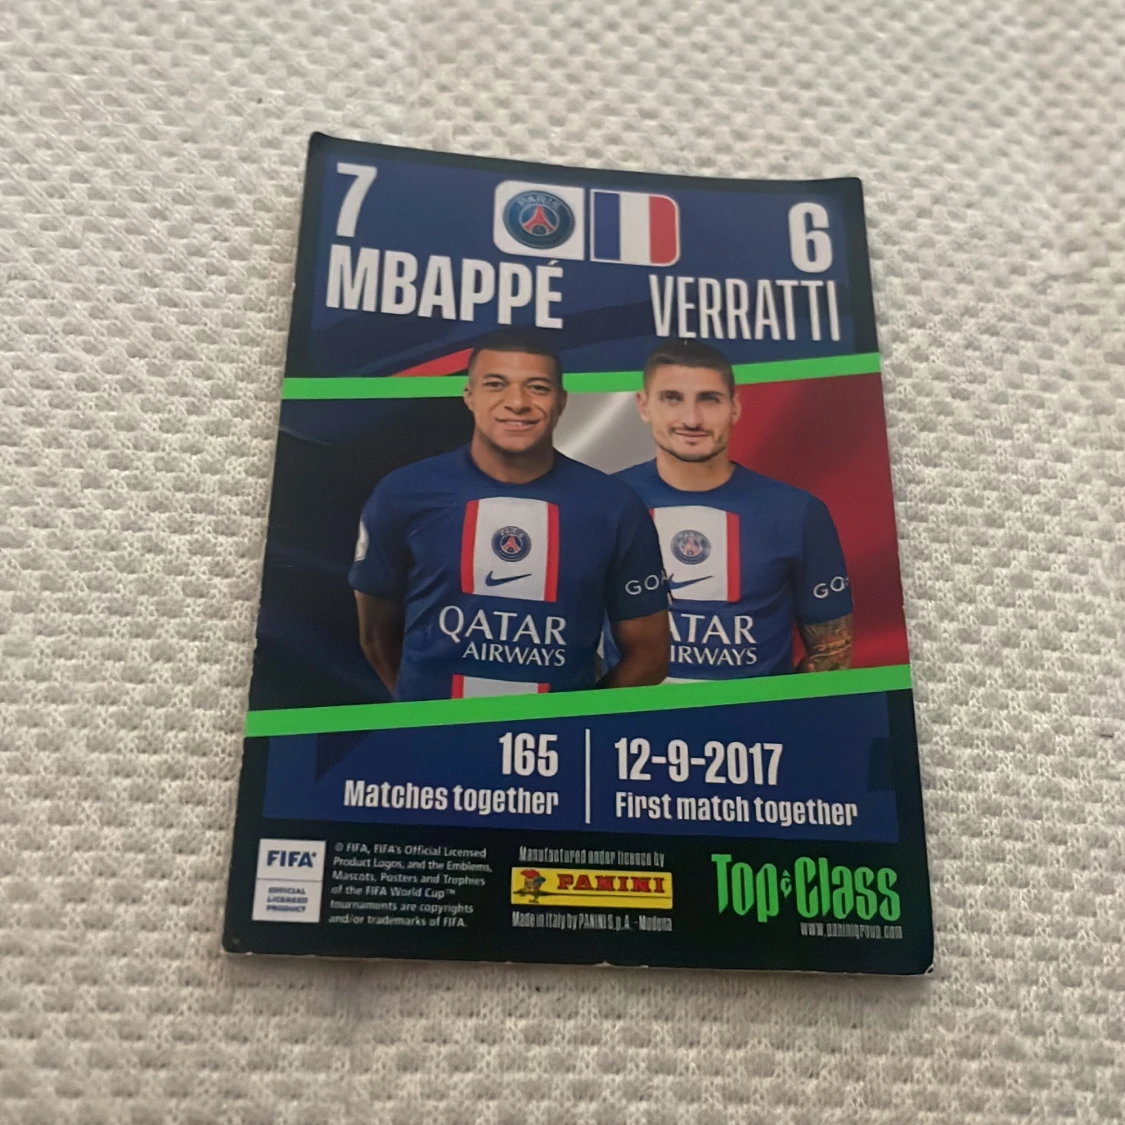 7
PARIS
6
MBAPPÉ
VERRATTI
GOA
GO
QATAR
AIRWAYS
ATAR
IRWAYS
165
Matches together
12-9-2017
First match together
FIFA
OFFICIAL
LICENSED
PRODUCT
© FIFA, FIFA's Official Licensed
Product Logos, and the Emblems,
Mascots, Posters and Trophies
of the FIFA World Cup™
tournaments are copyrights
and/or trademarks of FIFA.
Manufactured under licence by
PANINI
Made in Italy by PANINI S.p.A. - Modena
Top Class
www.paninigroup.com